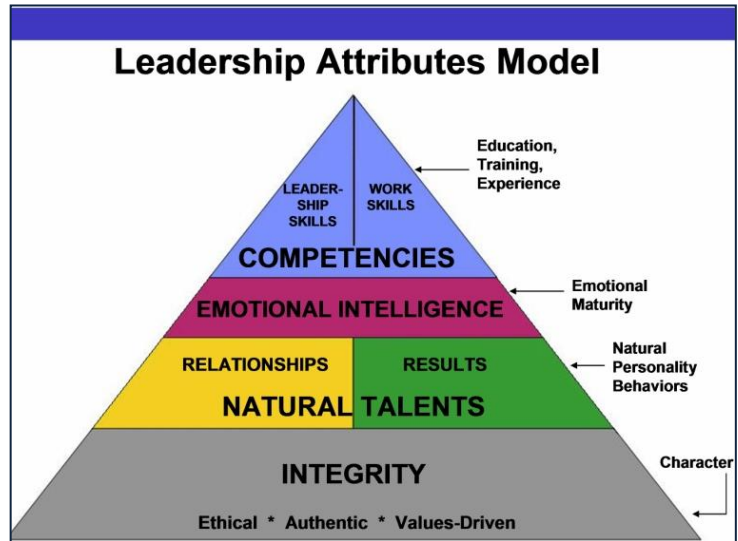 Leadership Attributes Model
Education,
Training,
Experience
LEADER-
SHIP
SKILLS
WORK
SKILLS
COMPETENCIES
Emotional
Maturity
EMOTIONAL INTELLIGENCE
Natural
Personality
Behaviors
RELATIONSHIPS
RESULTS
NATURAL TALENTS
Character
INTEGRITY
Ethical * Authentic * Values-Driven